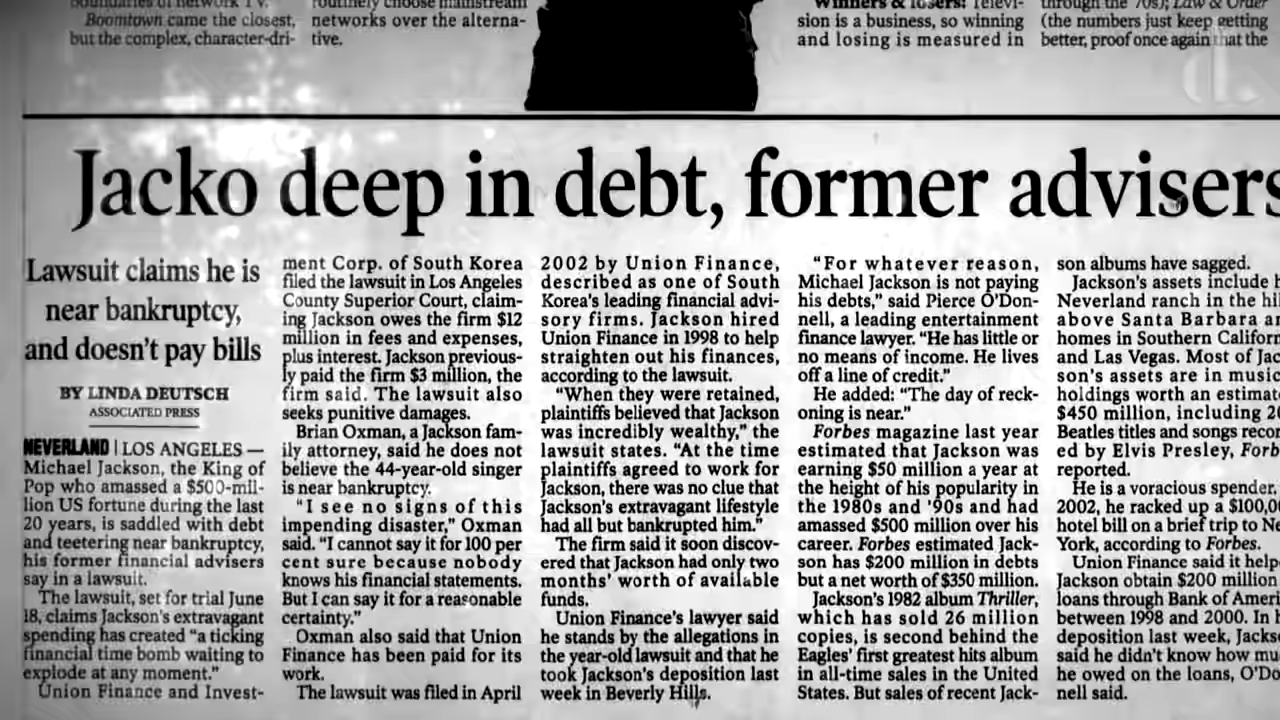 Boomtown came the closest,
but the complex, character-dri-
routinely choose mainstream
networks over the alterna-
tive.
Winners & losers: Televi-
sion is a business, so winning
and losing is measured in
through the '70s); Law & Order
(the numbers just keep getting
better, proof once again that the
Jacko deep in debt, former advisers
Lawsuit claims he is
near bankruptcy,
and doesn't pay bills
BY LINDA DEUTSCH
ASSOCIATED PRESS
NEVERLAND | LOS ANGELES —
Michael Jackson, the King of
Pop who amassed a $500-mil-
lion US fortune during the last
20 years, is saddled with debt
and teetering near bankruptcy,
his former financial advisers
say in a lawsuit.
The lawsuit, set for trial June
18, claims Jackson's extravagant
spending has created "a ticking
financial time bomb waiting to
explode at any moment."
Union Finance and Invest-
ment Corp. of South Korea
filed the lawsuit in Los Angeles
County Superior Court, claim-
ing Jackson owes the firm $12
million in fees and expenses,
plus interest. Jackson previous-
ly paid the firm $3 million, the
firm said. The lawsuit also
seeks punitive damages.
Brian Oxman, a Jackson fam-
ily attorney, said he does not
believe the 44-year-old singer
is near bankruptcy.
"I see no signs of this
impending disaster," Oxman
said. "I cannot say it for 100 per
cent sure because nobody
knows his financial statements.
But I can say it for a reasonable
certainty."
Oxman also said that Union
Finance has been paid for its
work.
The lawsuit was filed in April
2002 by Union Finance,
described as one of South
Korea's leading financial advi-
sory firms. Jackson hired
Union Finance in 1998 to help
straighten out his finances,
according to the lawsuit.
"When they were retained,
plaintiffs believed that Jackson
was incredibly wealthy," the
lawsuit states. "At the time
plaintiffs agreed to work for
Jackson, there was no clue that
Jackson's extravagant lifestyle
had all but bankrupted him."
The firm said it soon discov-
ered that Jackson had only two
months' worth of available
funds.
Union Finance's lawyer said
he stands by the allegations in
the year-old lawsuit and that he
took Jackson's deposition last
week in Beverly Hills.
"For whatever reason,
Michael Jackson is not paying
his debts," said Pierce O'Don-
nell, a leading entertainment
finance lawyer. "He has little or
no means of income. He lives
off a line of credit."
He added: "The day of reck-
oning is near."
Forbes magazine last year
estimated that Jackson was
earning $50 million a year at
the height of his popularity in
the 1980s and '90s and had
amassed $500 million over his
career. Forbes estimated Jack-
son has $200 million in debts
but a net worth of $350 million.
Jackson's 1982 album Thriller,
which has sold 26 million
copies, is second behind the
Eagles' first greatest hits album
in all-time sales in the United
States. But sales of recent Jack-
son albums have sagged.
Jackson's assets include
Neverland ranch in the
above Santa Barbara
homes in Southern
and Las Vegas. Most of Jac
son's assets are in music
holdings worth an
$450 million, including
Beatles titles and songs
ed by Elvis Presley,
reported.
He is a voracious spender.
2002, he racked up a
hotel bill on a brief trip to
York, according to Forbes.
Union Finance said it
Jackson obtain $200 million
loans through Bank of
between 1998 and 2000. In
deposition last week,
said he didn't know how
he owed on the loans,
nell said.